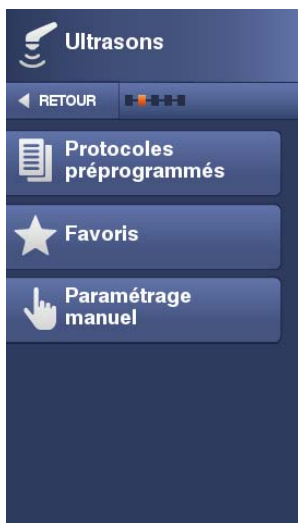 Ultrasons
RETOUR
Protocoles
préprogrammés
Favoris
Paramétrage
manuel